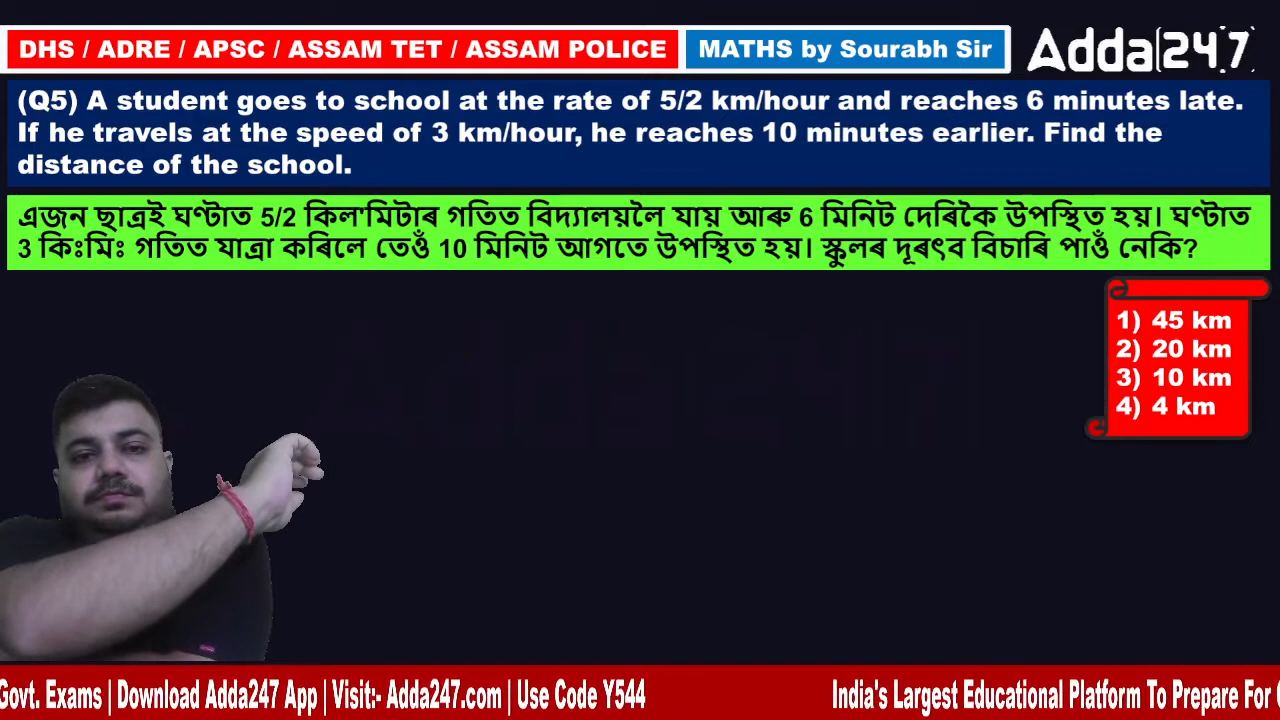 DHS / ADRE / APSC / ASSAM TET / ASSAM POLICE
MATHS by Sourabh Sir
Adda 247
(Q5) A student goes to school at the rate of 5/2 km/hour and reaches 6 minutes late.
If he travels at the speed of 3 km/hour, he reaches 10 minutes earlier. Find the
distance of the school.
এজন ছাত্ৰই ঘণ্টাত 5/2 কিল'মিটাৰ গতিত বিদ্যালয়লৈ যায় আৰু 6 মিনিট দেৰিকৈ উপস্থিত হয়। ঘণ্টাত
3 কিঃমিঃ গতিত যাত্ৰা কৰিলে তেওঁ 10 মিনিট আগতে উপস্থিত হয়। স্কুলৰ দূৰৎব বিচাৰি পাওঁ নেকি?
1) 45 km
2) 20 km
3) 10 km
4) 4 km
Govt. Exams | Download Adda247 App | Visit:- Adda247.com | Use Code Y544
India's Largest Educational Platform To Prepare For